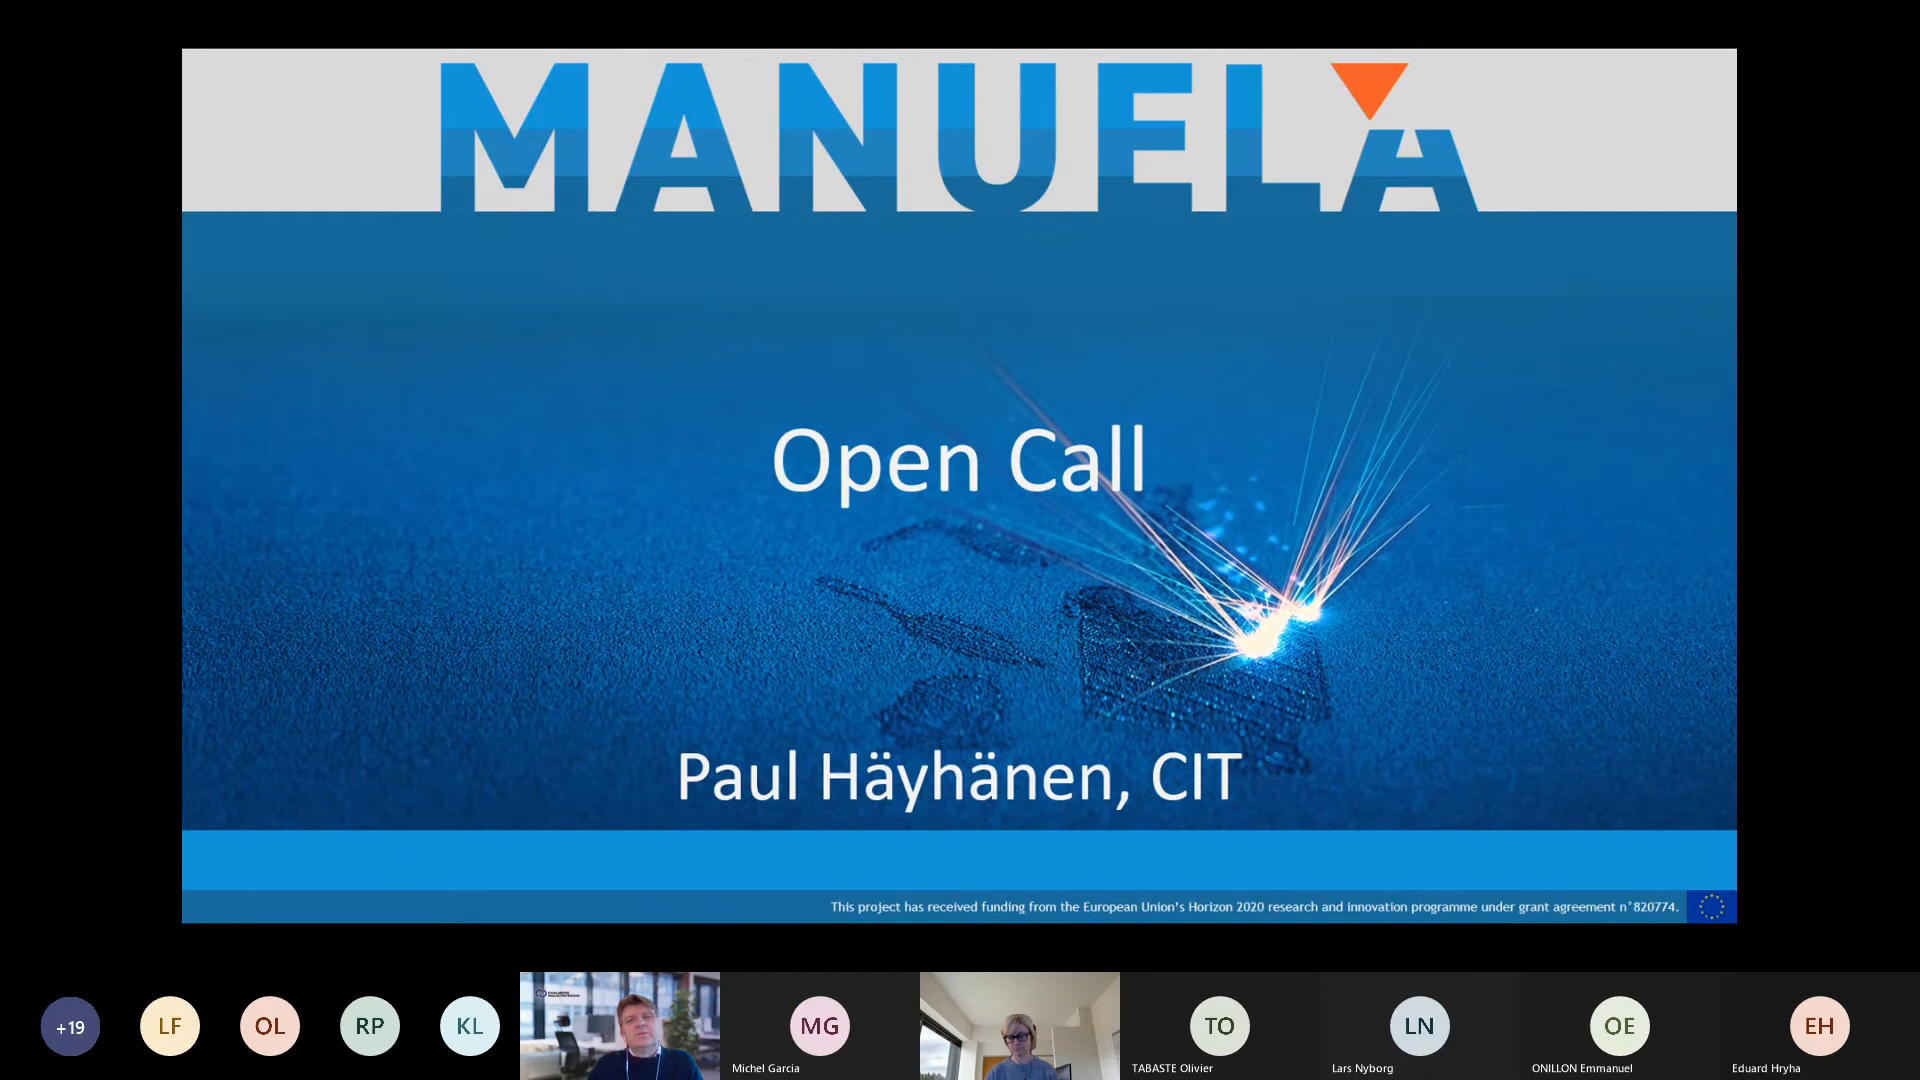 MANUELA
Open Call
Paul Häyhänen, CIT
This project has received funding from the European Union's Horizon 2020 research and innovation programme under grant agreement n°820774.
+19
LF
OL
RP
KL
CHALMERS
INDUSTRITEKNIK
MG
TO
LN
OE
EH
Michel Garcia
TABASTE Olivier
Lars Nyborg
ONILLON Emmanuel
Eduard Hryha